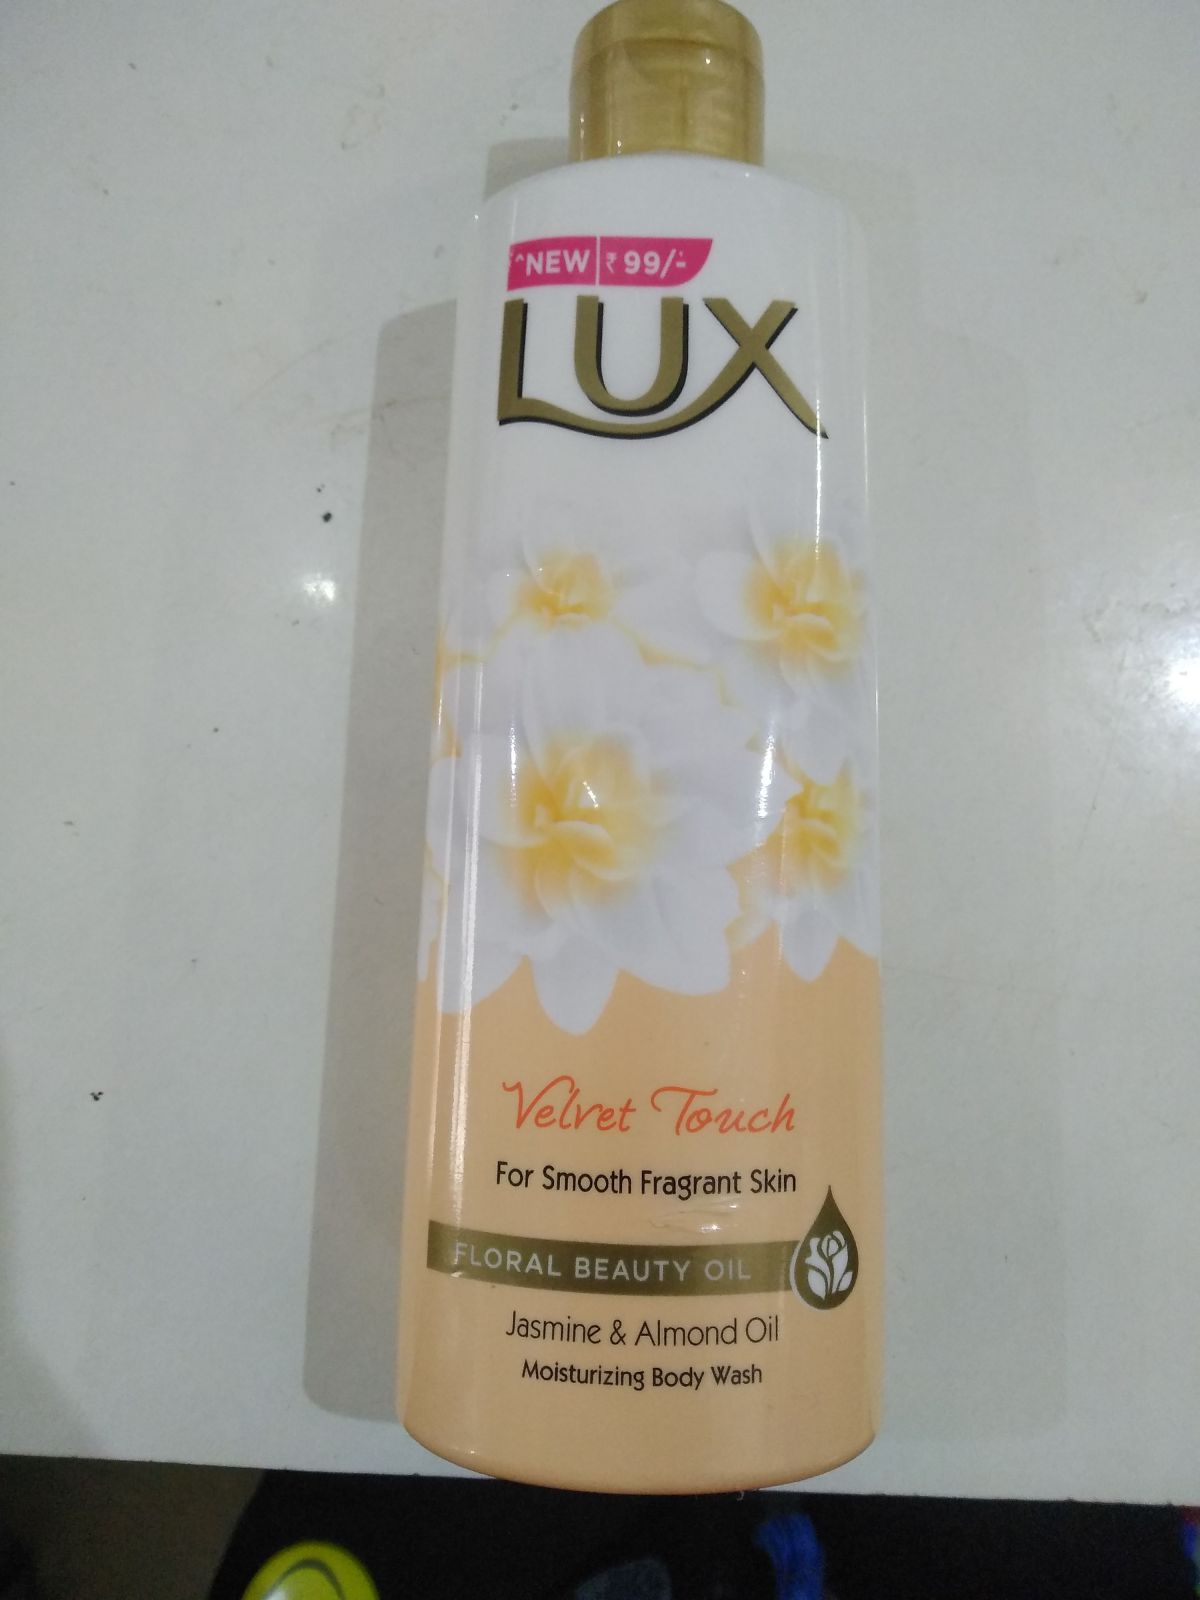 ^NEW ₹ 99/-
LUX
Velvet Touch
For Smooth Fragrant Skin
FLORAL BEAUTY OIL
Jasmine & Almond Oil
Moisturizing Body Wash